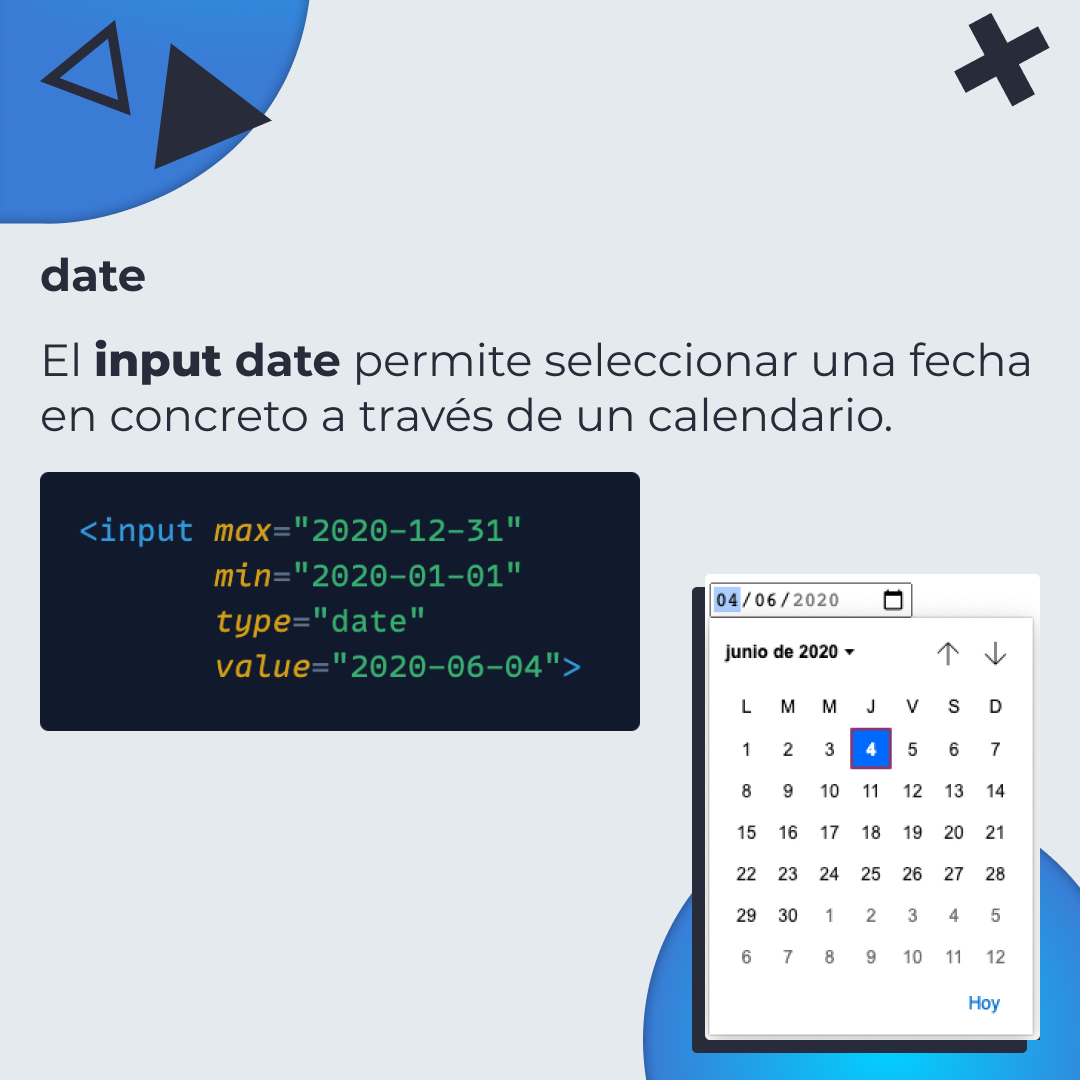 date
El input date permite seleccionar una fecha
en concreto a través de un calendario.
<input max="2020-12-31"
min="2020-01-01"
type="date"
value="2020-06-04">
04/06/2020
junio de 2020
L M M J V S D
1 2 3 4 5 6 7
8 9 10 11 12 13 14
15 16 17 18 19 20 21
22 23 24 25 26 27 28
29 30 1 2 3 4 5
6 7 8 9 10 11 12
Hoy